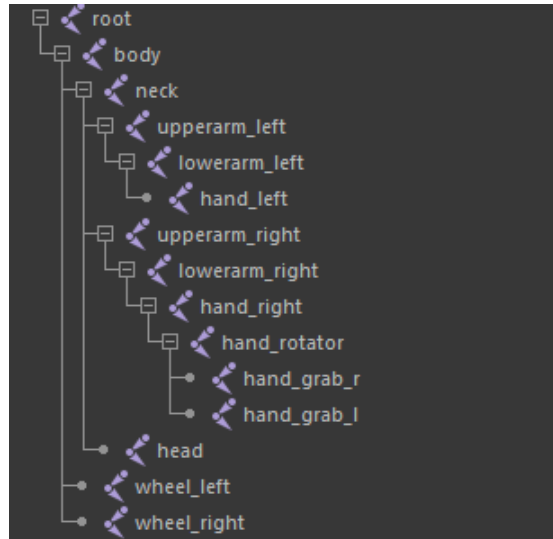 root
body
neck
upperarm_left
lowerarm_left
hand_left
upperarm_right
lowerarm_right
hand_right
hand_rotator
hand_grab_r
hand_grab_l
head
wheel_left
wheel_right